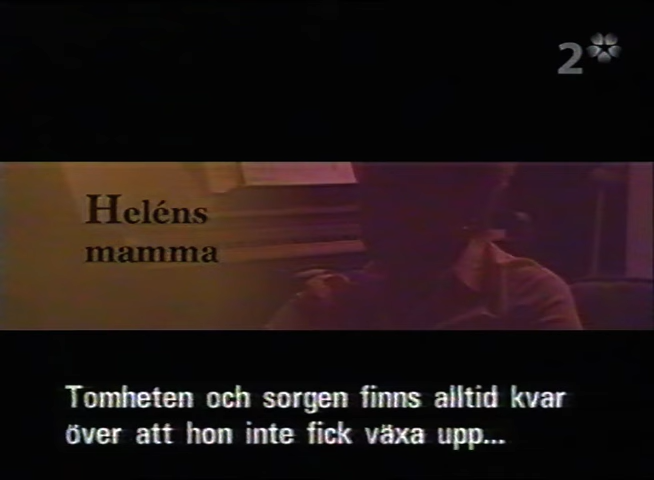 2
Heléns
mamma
Tomheten och sorgen finns alltid kvar
över att hon inte fick växa upp...